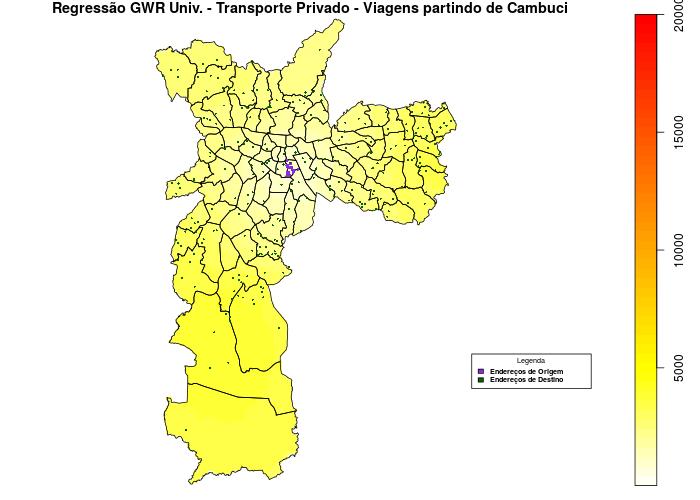 Regressão GWR Univ. - Transporte Privado - Viagens partindo de Cambuci
20000
15000
10000
5000
Legenda
Endereços de Origem
Endereços de Destino